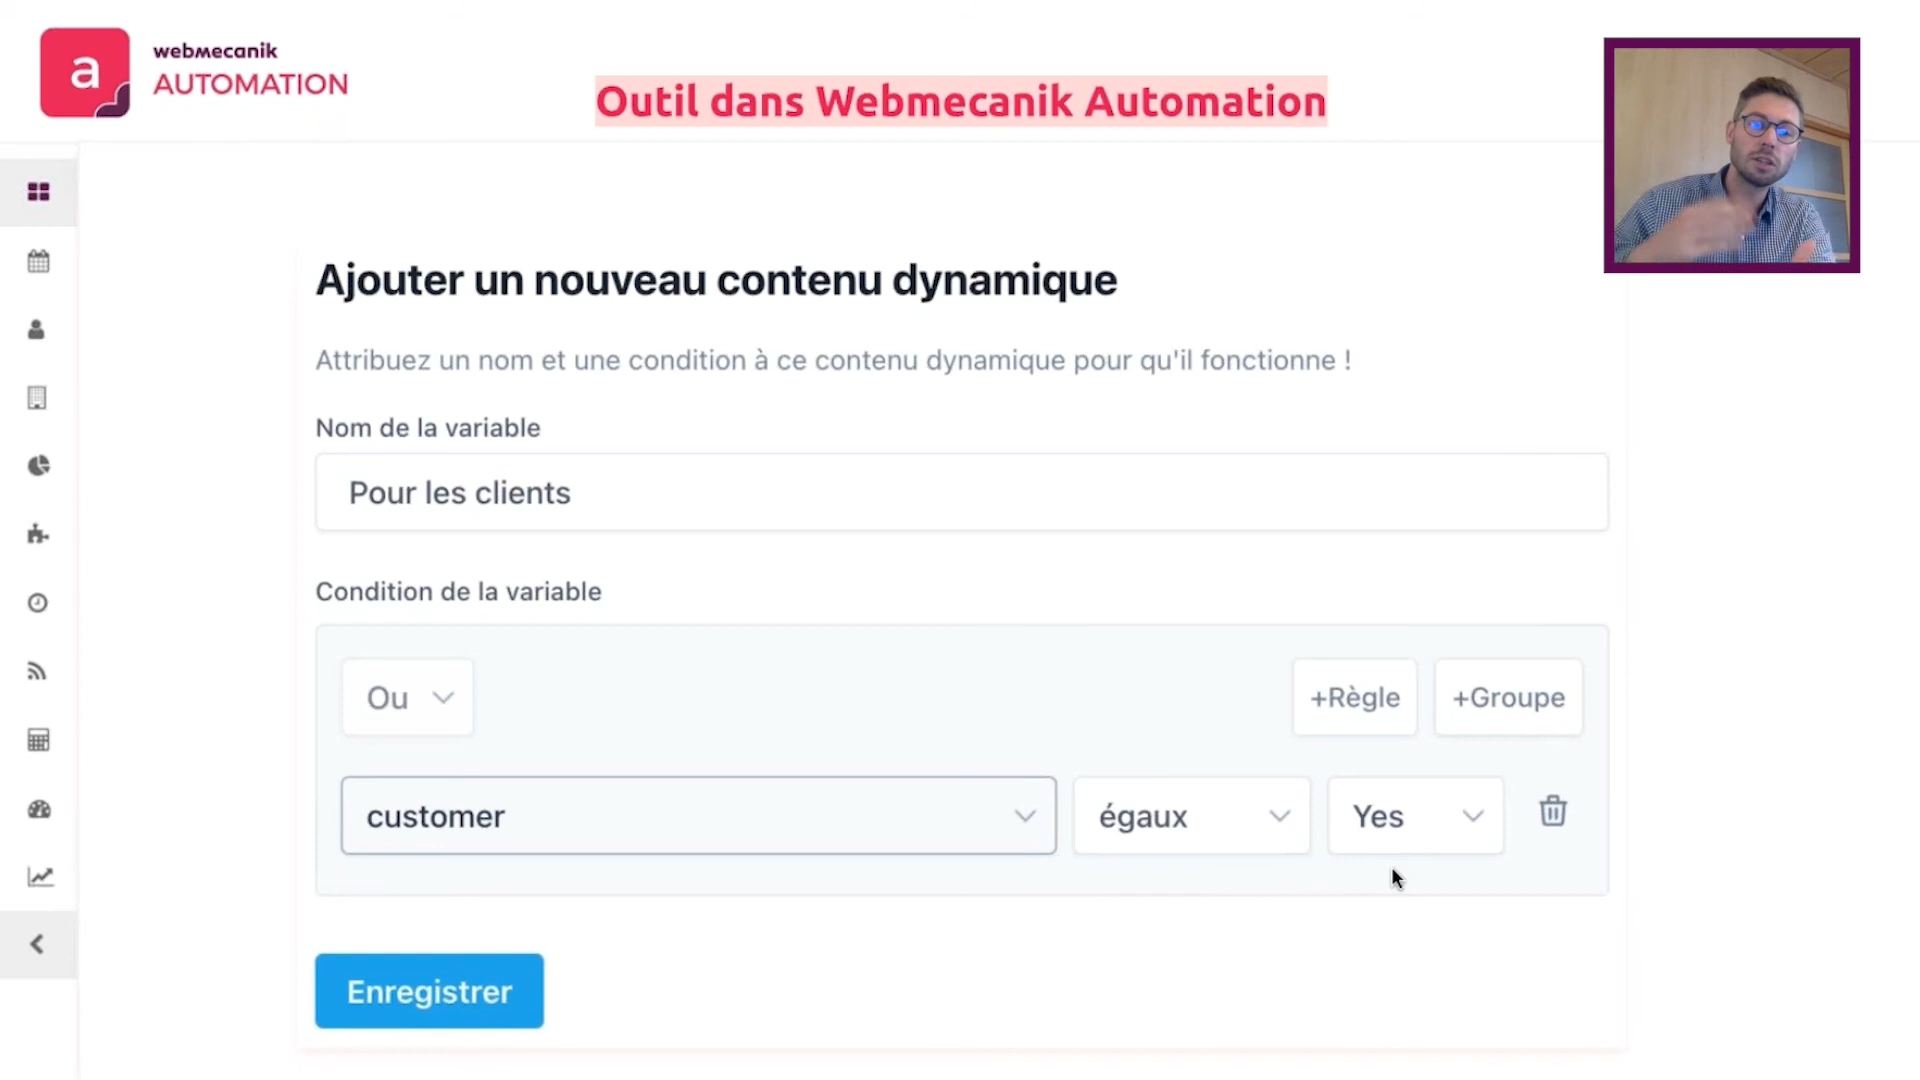 a
webmecanik
AUTOMATION
Outil dans Webmecanik Automation
Ajouter un nouveau contenu dynamique
Attribuez un nom et une condition à ce contenu dynamique pour qu'il fonctionne !
Nom de la variable
Pour les clients
Condition de la variable
Ou
+Règle
+Groupe
customer
égaux
Yes
Enregistrer